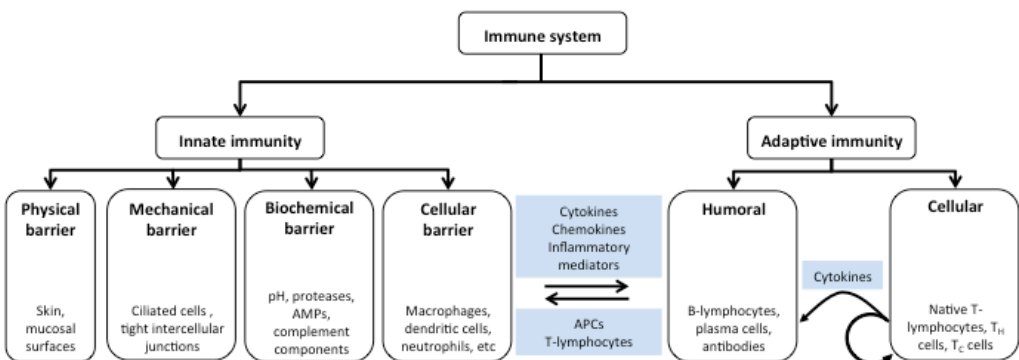 Immune system
Innate immunity
Adaptive immunity
Physical
barrier
Skin,
mucosal
surfaces
Mechanical
barrier
Ciliated cells ,
tight intercellular
junctions
Biochemical
barrier
pH, proteases,
AMPs,
complement
components
Cellular
barrier
Macrophages,
dendritic cells,
neutrophils, etc
Cytokines
Chemokines
Inflammatory
mediators
APCs
T-lymphocytes
Humoral
B-lymphocytes,
plasma cells,
antibodies
Cytokines
Cellular
Native T-
lymphocytes, TH
cells, TC cells